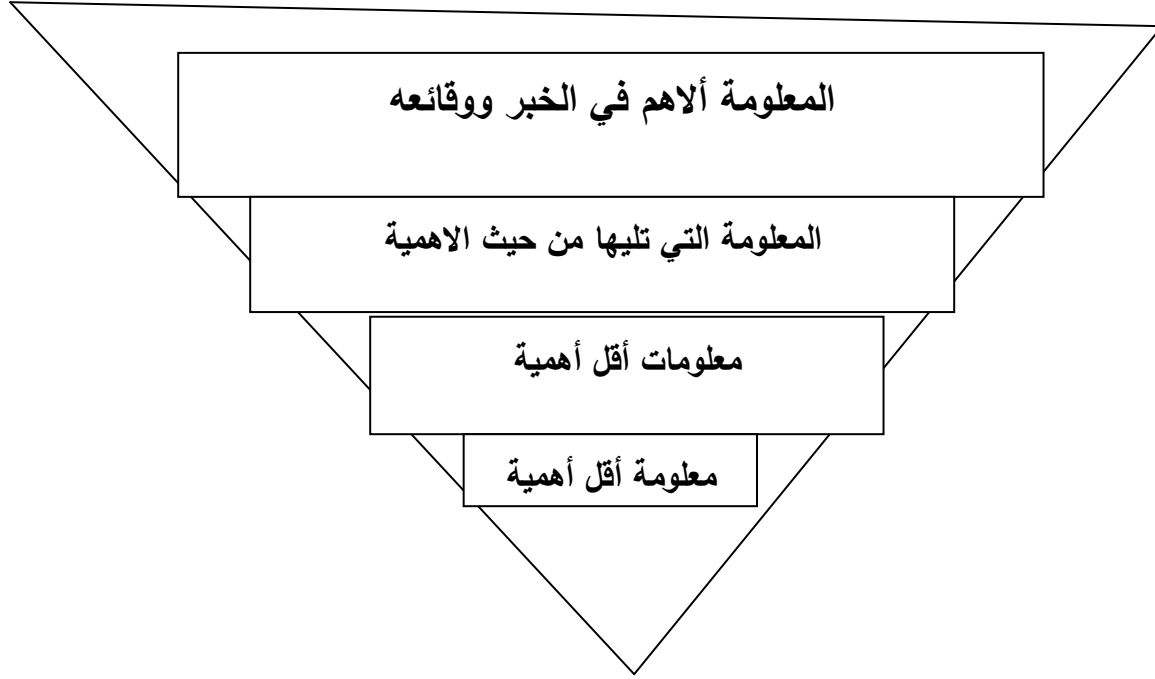 المعلومة ألاهم في الخبر ووقائعه
المعلومة التي تليها من حيث الاهمية
معلومات أقل أهمية
معلومة أقل أهمية